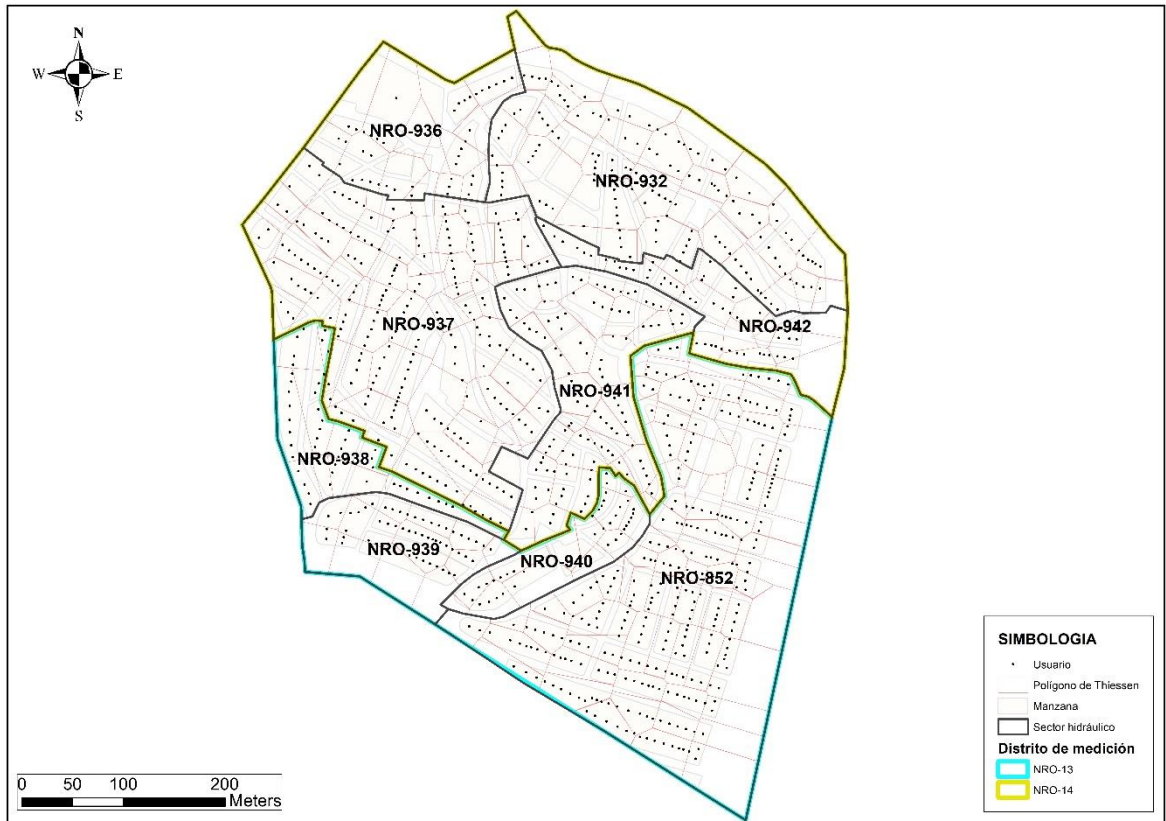 N
W E
S
NRO-936
NRO-932
NRO-937
NRO-942
NRO-941
NRO-938
NRO-939
NRO-940
NRO-852
SIMBOLOGIA
Usuario
Polígono de Thiessen
Manzana
Sector hidráulico
Distrito de medición
NRO-13
NRO-14
0 50 100 200
Meters